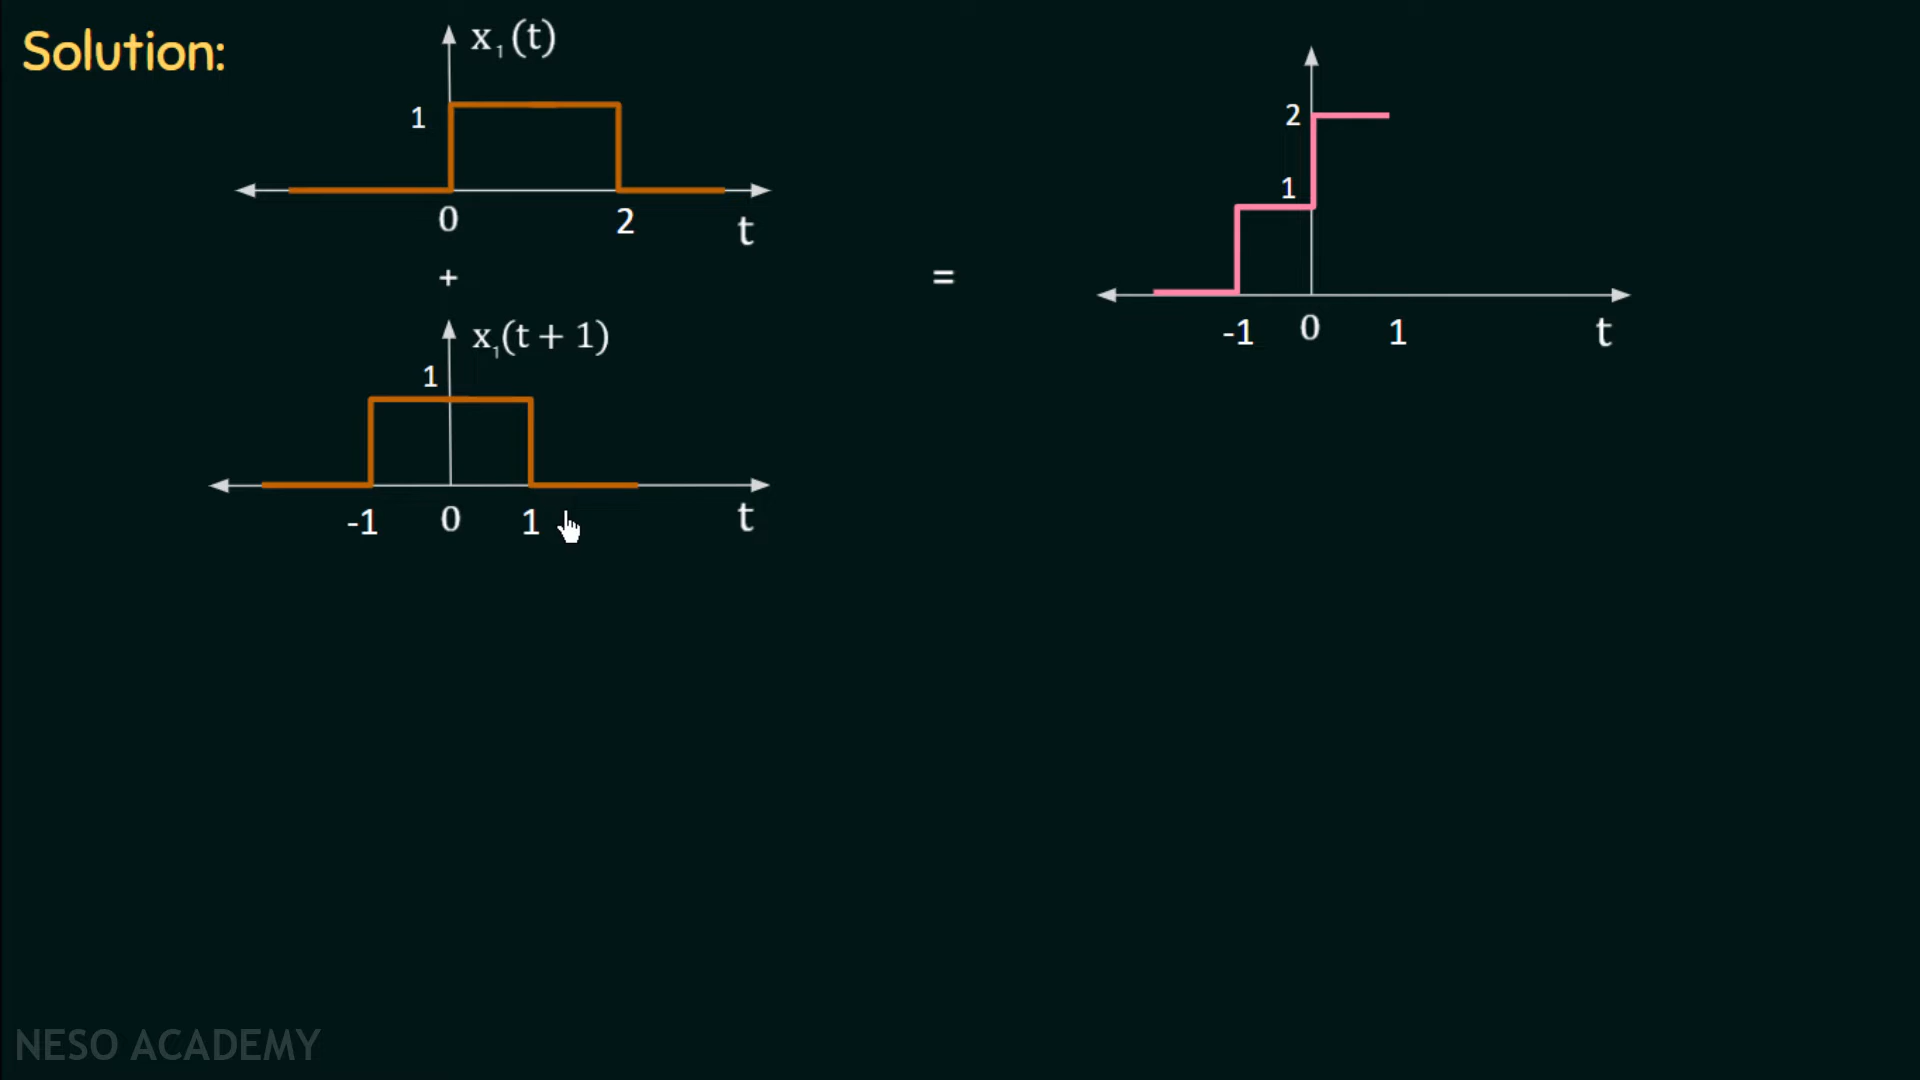 Solution:
x₁(t)
1
0
2
t
+
x₁(t + 1)
1
-1
0
1
t
=
2
1
-1
0
1
t
NESO ACADEMY